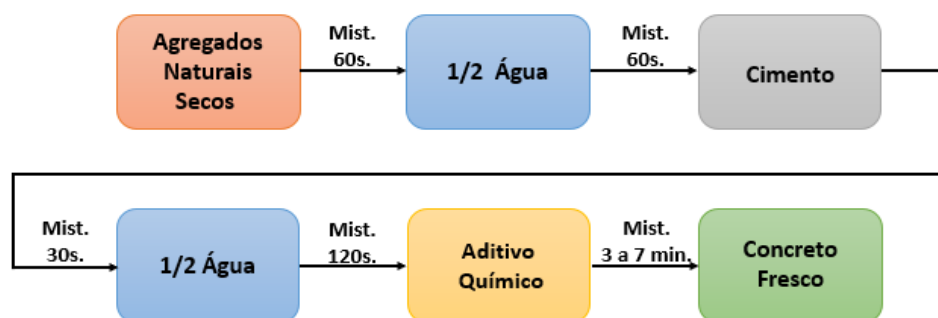 Agregados
Naturais
Secos
Mist.
60s.
1/2 Água
Mist.
60s.
Cimento
Mist.
30s.
1/2 Água
Mist.
120s.
Aditivo
Químico
Mist.
3 a 7 min.
Concreto
Fresco